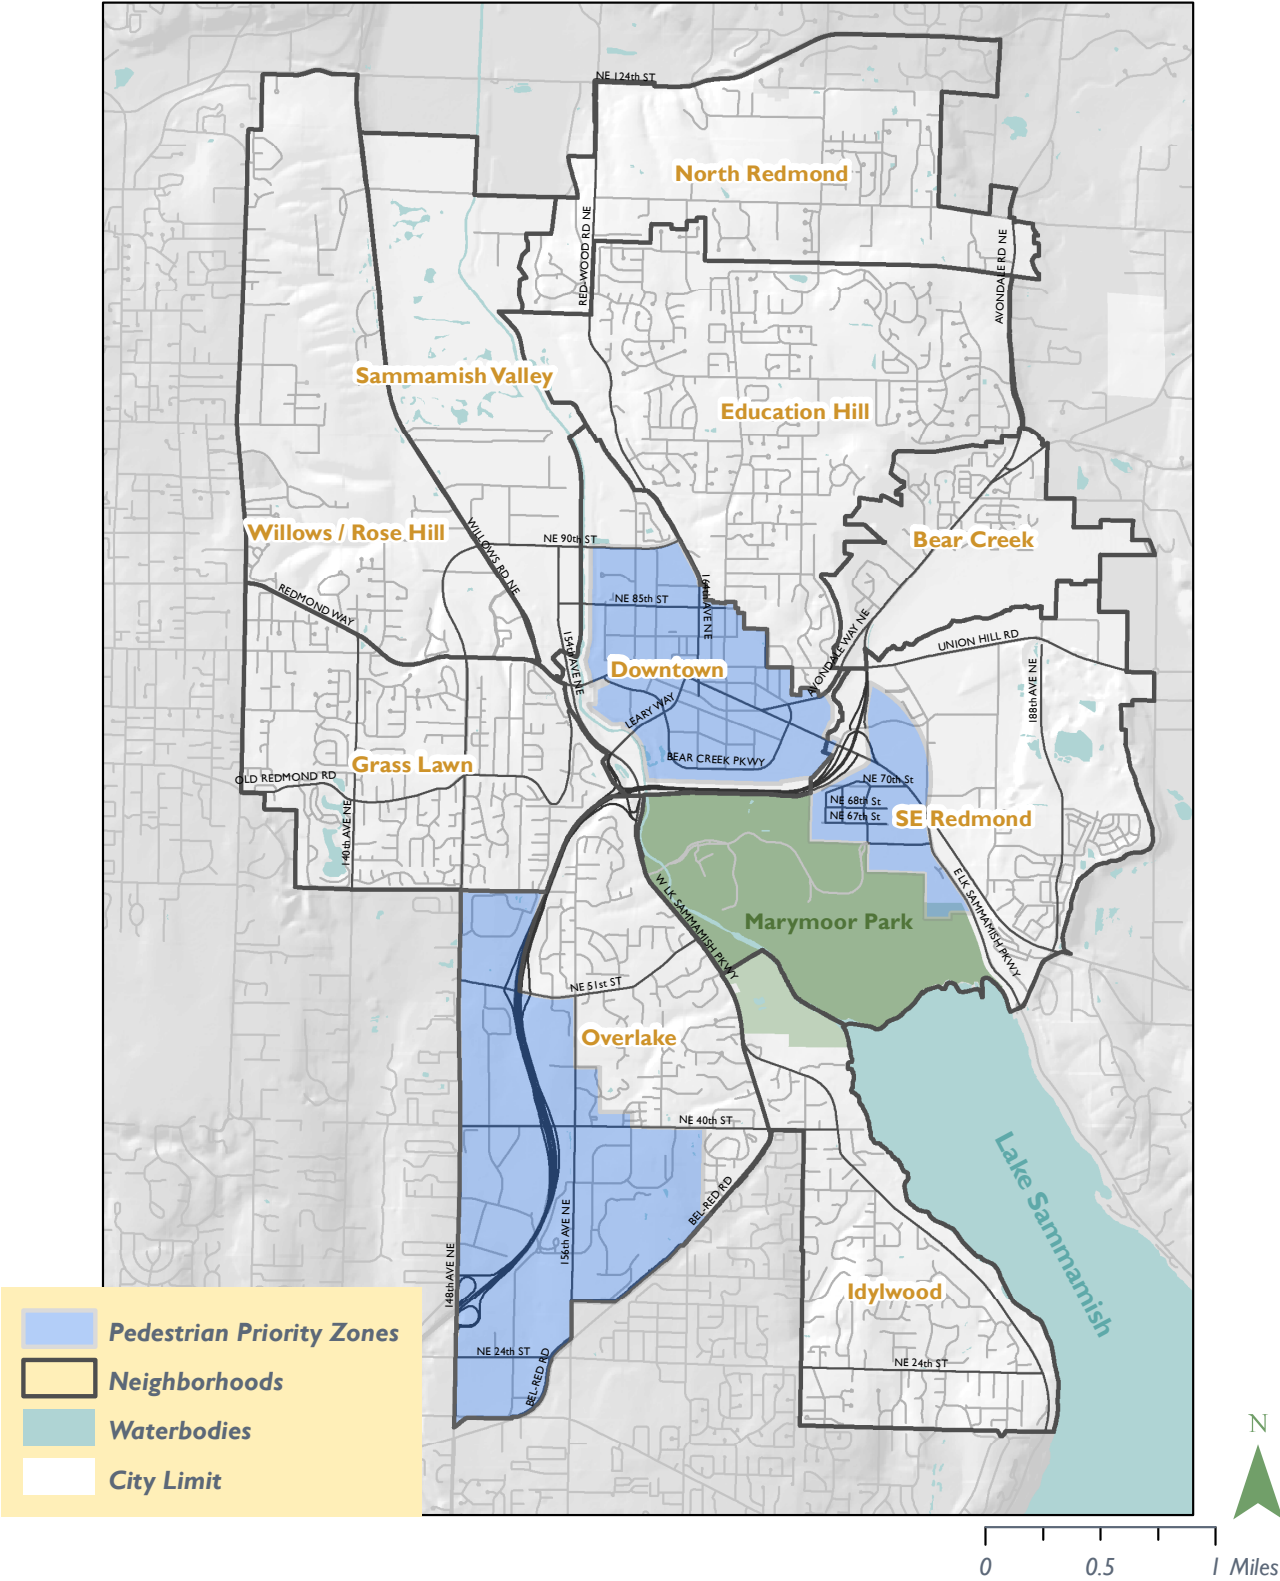 NE 124th ST
North Redmond
RED-WOOD RD NE
AVONDALE RD NE
Sammamish Valley
Education Hill
Willows / Rose Hill
WILLOWS RD NE
NE 90th ST
Bear Creek
REDMOND WAY
NE 85th ST
164th AVE NE
154th AVE NE
Downtown
AVONDALE WAY NE
UNION HILL RD
188th AVE NE
LEARY WAY
BEAR CREEK PKWY
Grass Lawn
OLD REDMOND RD
140th AVE NE
NE 70th St
NE 68th St
NE 67th St
SE Redmond
W LK SAMMAMISH PKWY
E LK SAMMAMISH PKWY
Marymoor Park
NE 51st ST
Overlake
NE 40th ST
BEL-RED RD
156th AVE NE
148th AVE NE
Lake Sammamish
Idylwood
NE 24th ST
BEL-RED RD
NE 24th ST
Pedestrian Priority Zones
Neighborhoods
Waterbodies
City Limit
N
0 0.5 1 Miles